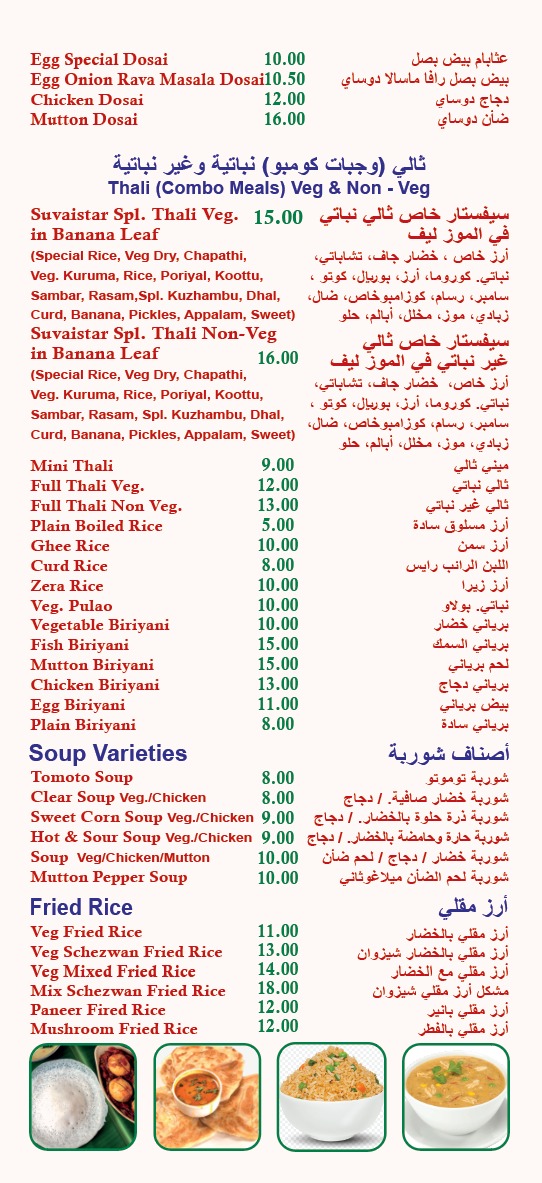 Egg Special Dosai 10.00 عثابام بيض بصل
Egg Onion Rava Masala Dosai 10.50 بيض بصل رافا ماسالا دوساي
Chicken Dosai 12.00 دجاج دوساي
Mutton Dosai 16.00 ضأن دوساي
ثالي (وجبات كومبو) نباتية وغير نباتية
Thali (Combo Meals) Veg & Non - Veg
Suvaistar Spl. Thali Veg. 15.00 سيفستار خاص ثالي نباتي
in Banana Leaf في الموز ليف
(Special Rice, Veg Dry, Chapathi, أرز خاص ، خضار جاف، تشاباتي،
Veg. Kuruma, Rice, Poriyal, Koottu, نباتي. كوروما، أرز، بوريال، كوتو ،
Sambar, Rasam,Spl. Kuzhambu, Dhal, سامبر، رسام، كوزامبوخاص، ضال،
Curd, Banana, Pickles, Appalam, Sweet) زبادي، موز، مخلل، أبالم، حلو
Suvaistar Spl. Thali Non-Veg سيفستار خاص ثالي
in Banana Leaf 16.00 غير نباتي في الموز ليف
(Special Rice, Veg Dry, Chapathi, أرز خاص، خضار جاف، تشاباتي،
Veg. Kuruma, Rice, Poriyal, Koottu, نباتي. كوروما، أرز، بوريال، كوتو ،
Sambar, Rasam, Spl. Kuzhambu, Dhal, سامبر، رسام، كوزامبوخاص، ضال،
Curd, Banana, Pickles, Appalam, Sweet) زبادي، موز، مخلل، أبالم، حلو
Mini Thali 9.00 ميني ثالي
Full Thali Veg. 12.00 ثالي نباتي
Full Thali Non Veg. 13.00 ثالي غير نباتي
Plain Boiled Rice 5.00 أرز مسلوق سادة
Ghee Rice 10.00 أرز سمن
Curd Rice 8.00 اللبن الرائب رايس
Zera Rice 10.00 أرز زيرا
Veg. Pulao 10.00 نباتي. بولاو
Vegetable Biriyani 10.00 برياني خضار
Fish Biriyani 15.00 برياني السمك
Mutton Biriyani 15.00 لحم برياني
Chicken Biriyani 13.00 برياني دجاج
Egg Biriyani 11.00 بيض برياني
Plain Biriyani 8.00 برياني سادة
Soup Varieties أصناف شوربة
Tomoto Soup 8.00 شوربة توموتو
Clear Soup Veg./Chicken 8.00 شوربة خضار صافية. / دجاج
Sweet Corn Soup Veg./Chicken 9.00 شوربة ذرة حلوة بالخضار. / دجاج
Hot & Sour Soup Veg./Chicken 9.00 شوربة حارة وحامضة بالخضار. / دجاج
Soup Veg/Chicken/Mutton 10.00 شوربة خضار / دجاج / لحم ضأن
Mutton Pepper Soup 10.00 شوربة لحم الضأن ميلاغوثاني
Fried Rice أرز مقلي
Veg Fried Rice 11.00 أرز مقلي بالخضار
Veg Schezwan Fried Rice 13.00 أرز مقلي بالخضار شيزوان
Veg Mixed Fried Rice 14.00 أرز مقلي مع الخضار
Mix Schezwan Fried Rice 18.00 مشكل أرز مقلي شيزوان
Paneer Fired Rice 12.00 أرز مقلي بانير
Mushroom Fried Rice 12.00 أرز مقلي بالفطر